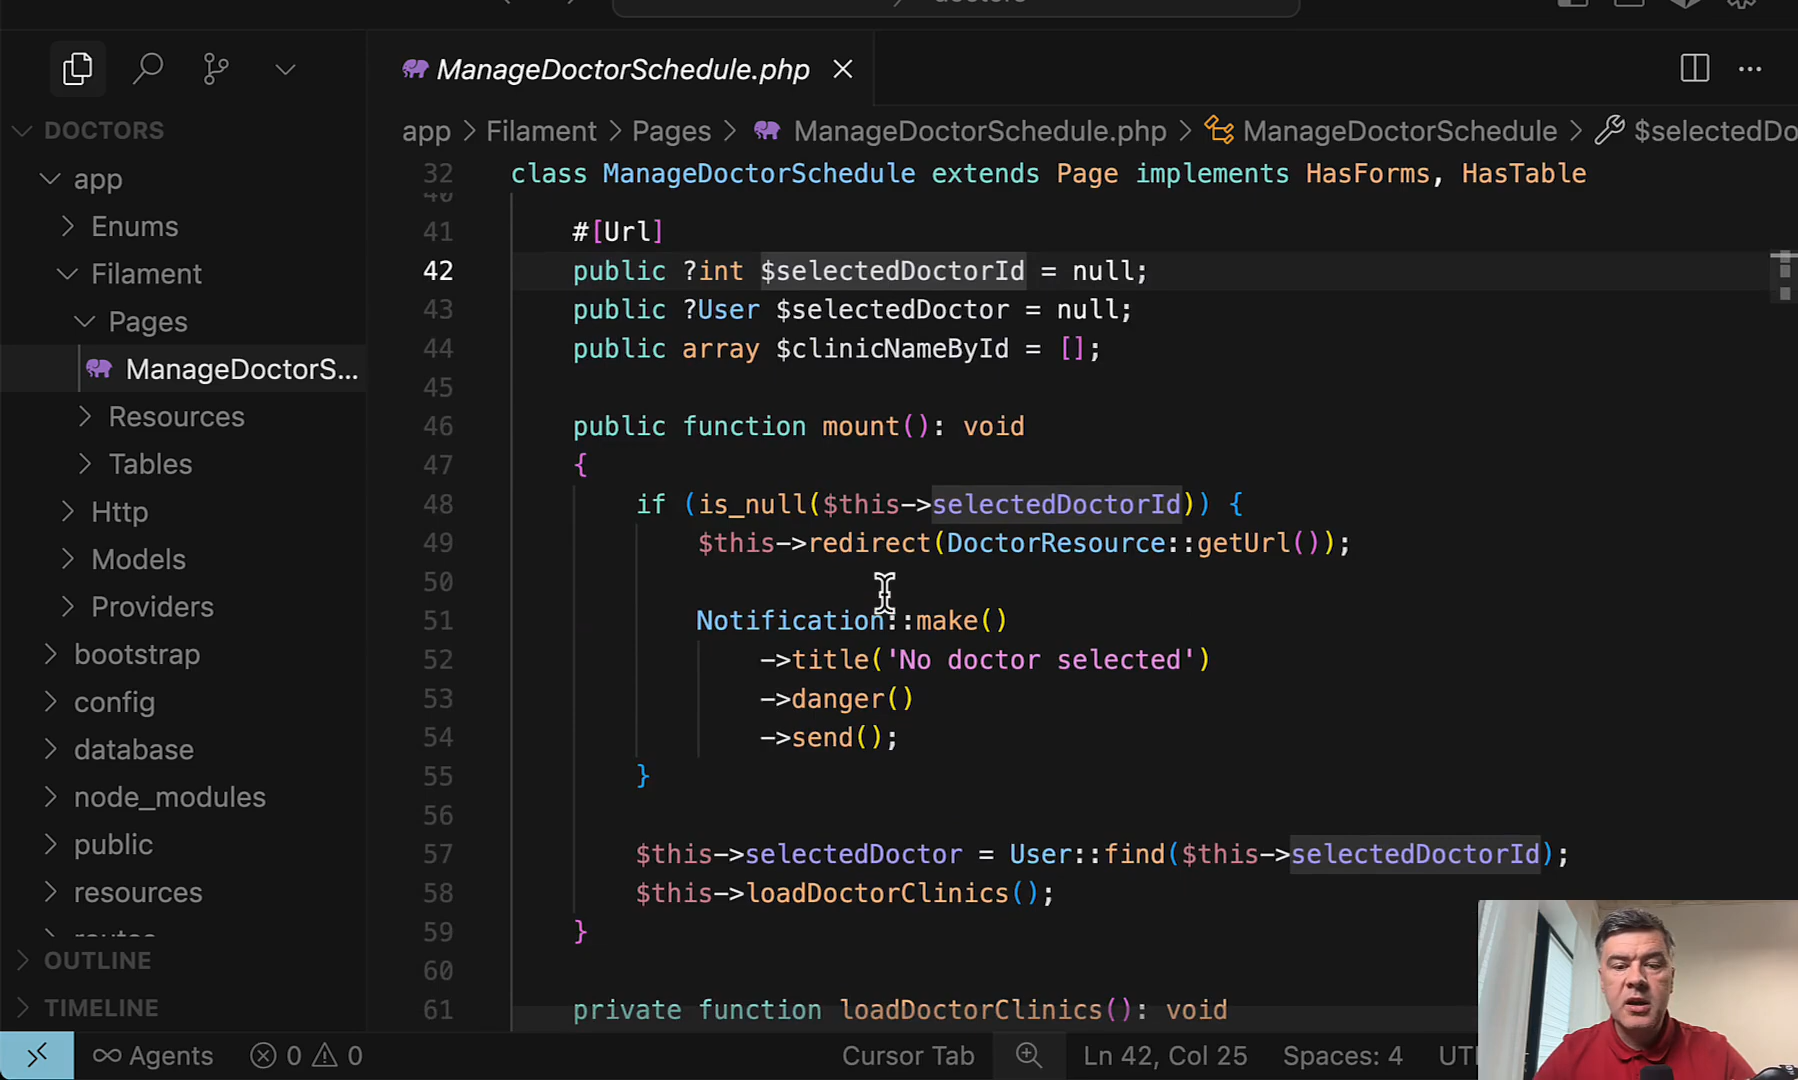 doctors
ManageDoctorSchedule.php
app > Filament > Pages > ManageDoctorSchedule.php > ManageDoctorSchedule > $selectedDo
DOCTORS
app
Enums
Filament
Pages
ManageDoctorS...
Resources
Tables
Http
Models
Providers
bootstrap
config
database
node_modules
public
resources
routes
OUTLINE
TIMELINE
32 class ManageDoctorSchedule extends Page implements HasForms, HasTable
40
41 #[Url]
42 public ?int $selectedDoctorId = null;
43 public ?User $selectedDoctor = null;
44 public array $clinicNameById = [];
45
46 public function mount(): void
47 {
48 if (is_null($this->selectedDoctorId)) {
49 $this->redirect(DoctorResource::getUrl());
50
51 Notification::make()
52 ->title('No doctor selected')
53 ->danger()
54 ->send();
55 }
56
57 $this->selectedDoctor = User::find($this->selectedDoctorId);
58 $this->loadDoctorClinics();
59 }
60
61 private function loadDoctorClinics(): void
Agents 0 0 Cursor Tab Ln 42, Col 25 Spaces: 4